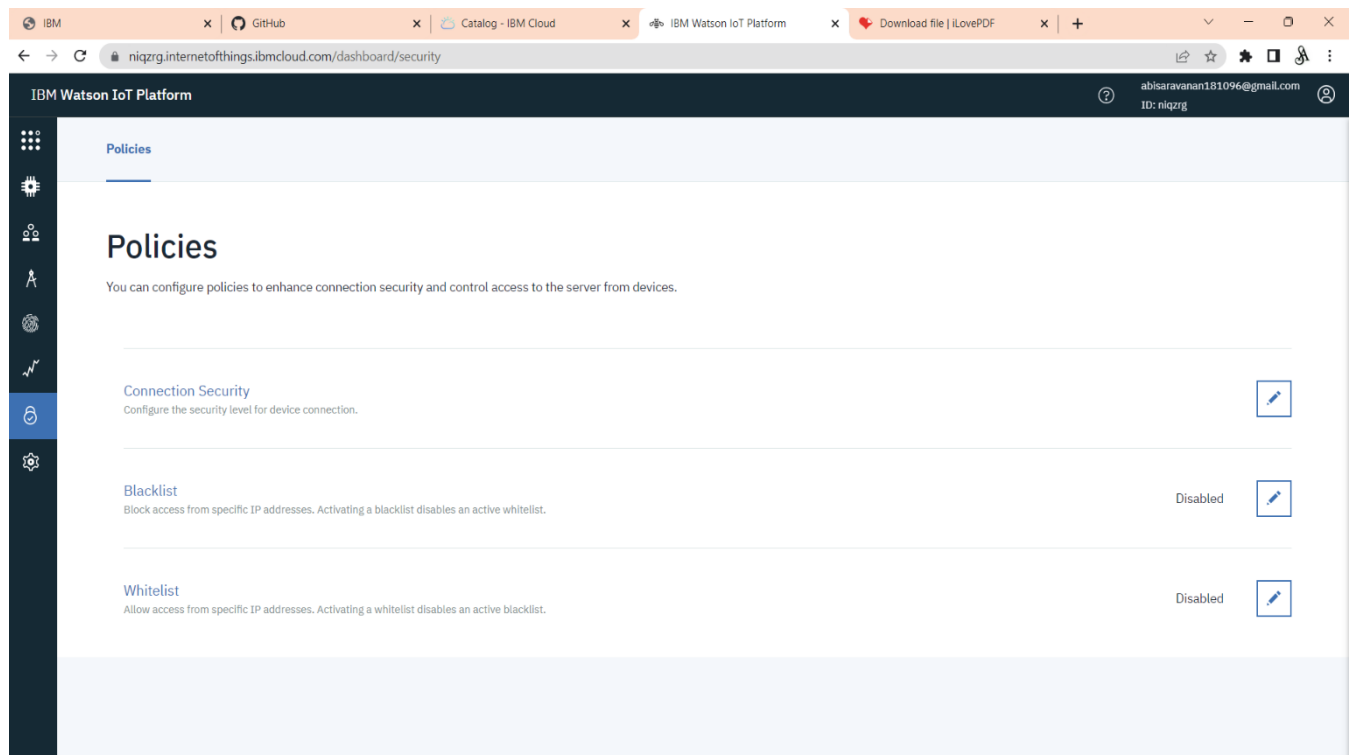 IBM
GitHub
Catalog - IBM Cloud
IBM Watson IoT Platform
Download file | iLovePDF
niqzrg.internetofthings.ibmcloud.com/dashboard/security
IBM Watson IoT Platform
abisaravanan181096@gmail.com
ID: niqzrg
Policies
Policies
You can configure policies to enhance connection security and control access to the server from devices.
Connection Security
Configure the security level for device connection.
Blacklist
Block access from specific IP addresses. Activating a blacklist disables an active whitelist.
Disabled
Whitelist
Allow access from specific IP addresses. Activating a whitelist disables an active blacklist.
Disabled